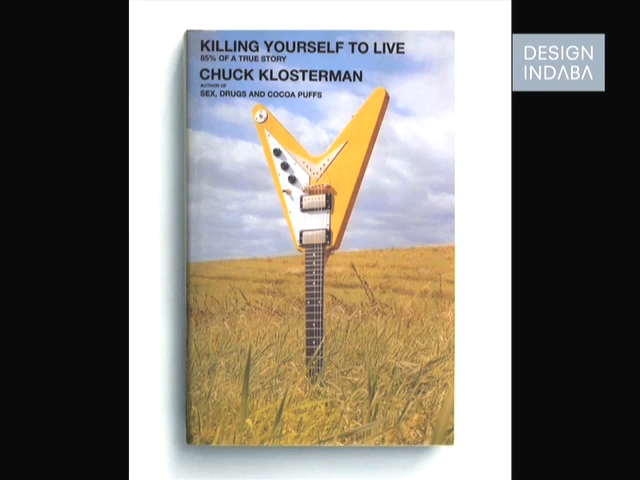 KILLING YOURSELF TO LIVE
85% OF A TRUE STORY
CHUCK KLOSTERMAN
AUTHOR OF
SEX, DRUGS AND COCOA PUFFS
DESIGN
INDABA